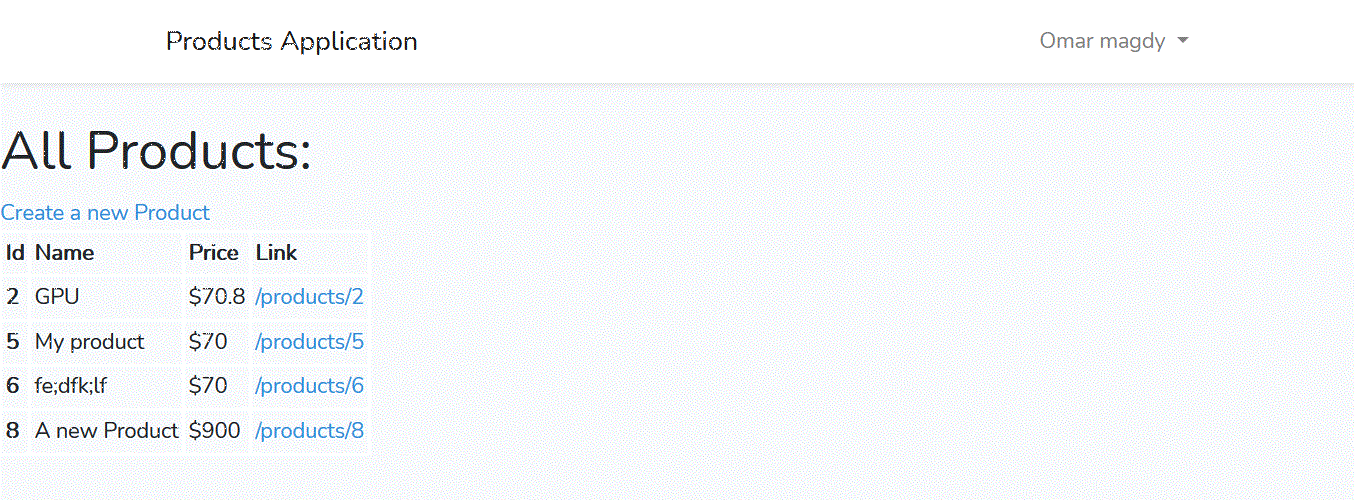 Products Application Omar magdy
All Products:
Create a new Product
Id Name Price Link
2 GPU $70.8 /products/2
5 My product $70 /products/5
6 fe;dfk;lf $70 /products/6
8 A new Product $900 /products/8